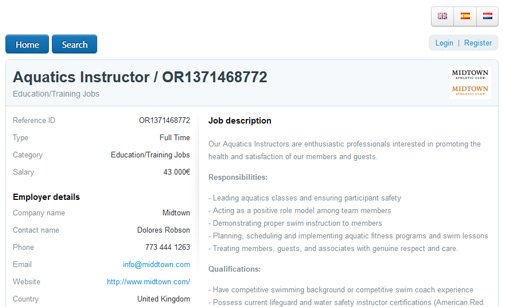 Home Search
Login | Register
Aquatics Instructor / OR1371468772
Education/Training Jobs
MIDTOWN
ATHLETIC CLUB
MIDTOWN
ATHLETIC CLUB
Reference ID OR1371468772
Type Full Time
Category Education/Training Jobs
Salary 43 000€
Employer details
Company name Midtown
Contact name Dolores Robson
Phone 773 444 1263
Email info@middtown.com
Website http://www.midtown.com/
Country United Kingdom
Job description
Our Aquatics Instructors are enthusiastic professionals interested in promoting the
health and satisfaction of our members and guests.
Responsibilities:
- Leading aquatics classes and ensuring participant safety
- Acting as a positive role model among team members
- Demonstrating proper swim instruction to members
- Planning, scheduling and implementing aquatic fitness programs and swim lessons
- Treating members, guests, and associates with genuine respect and care.
Qualifications:
- Have competitive swimming background or competitive swim coach experience
- Possess current lifeguard and water safety instructor certifications (American Red